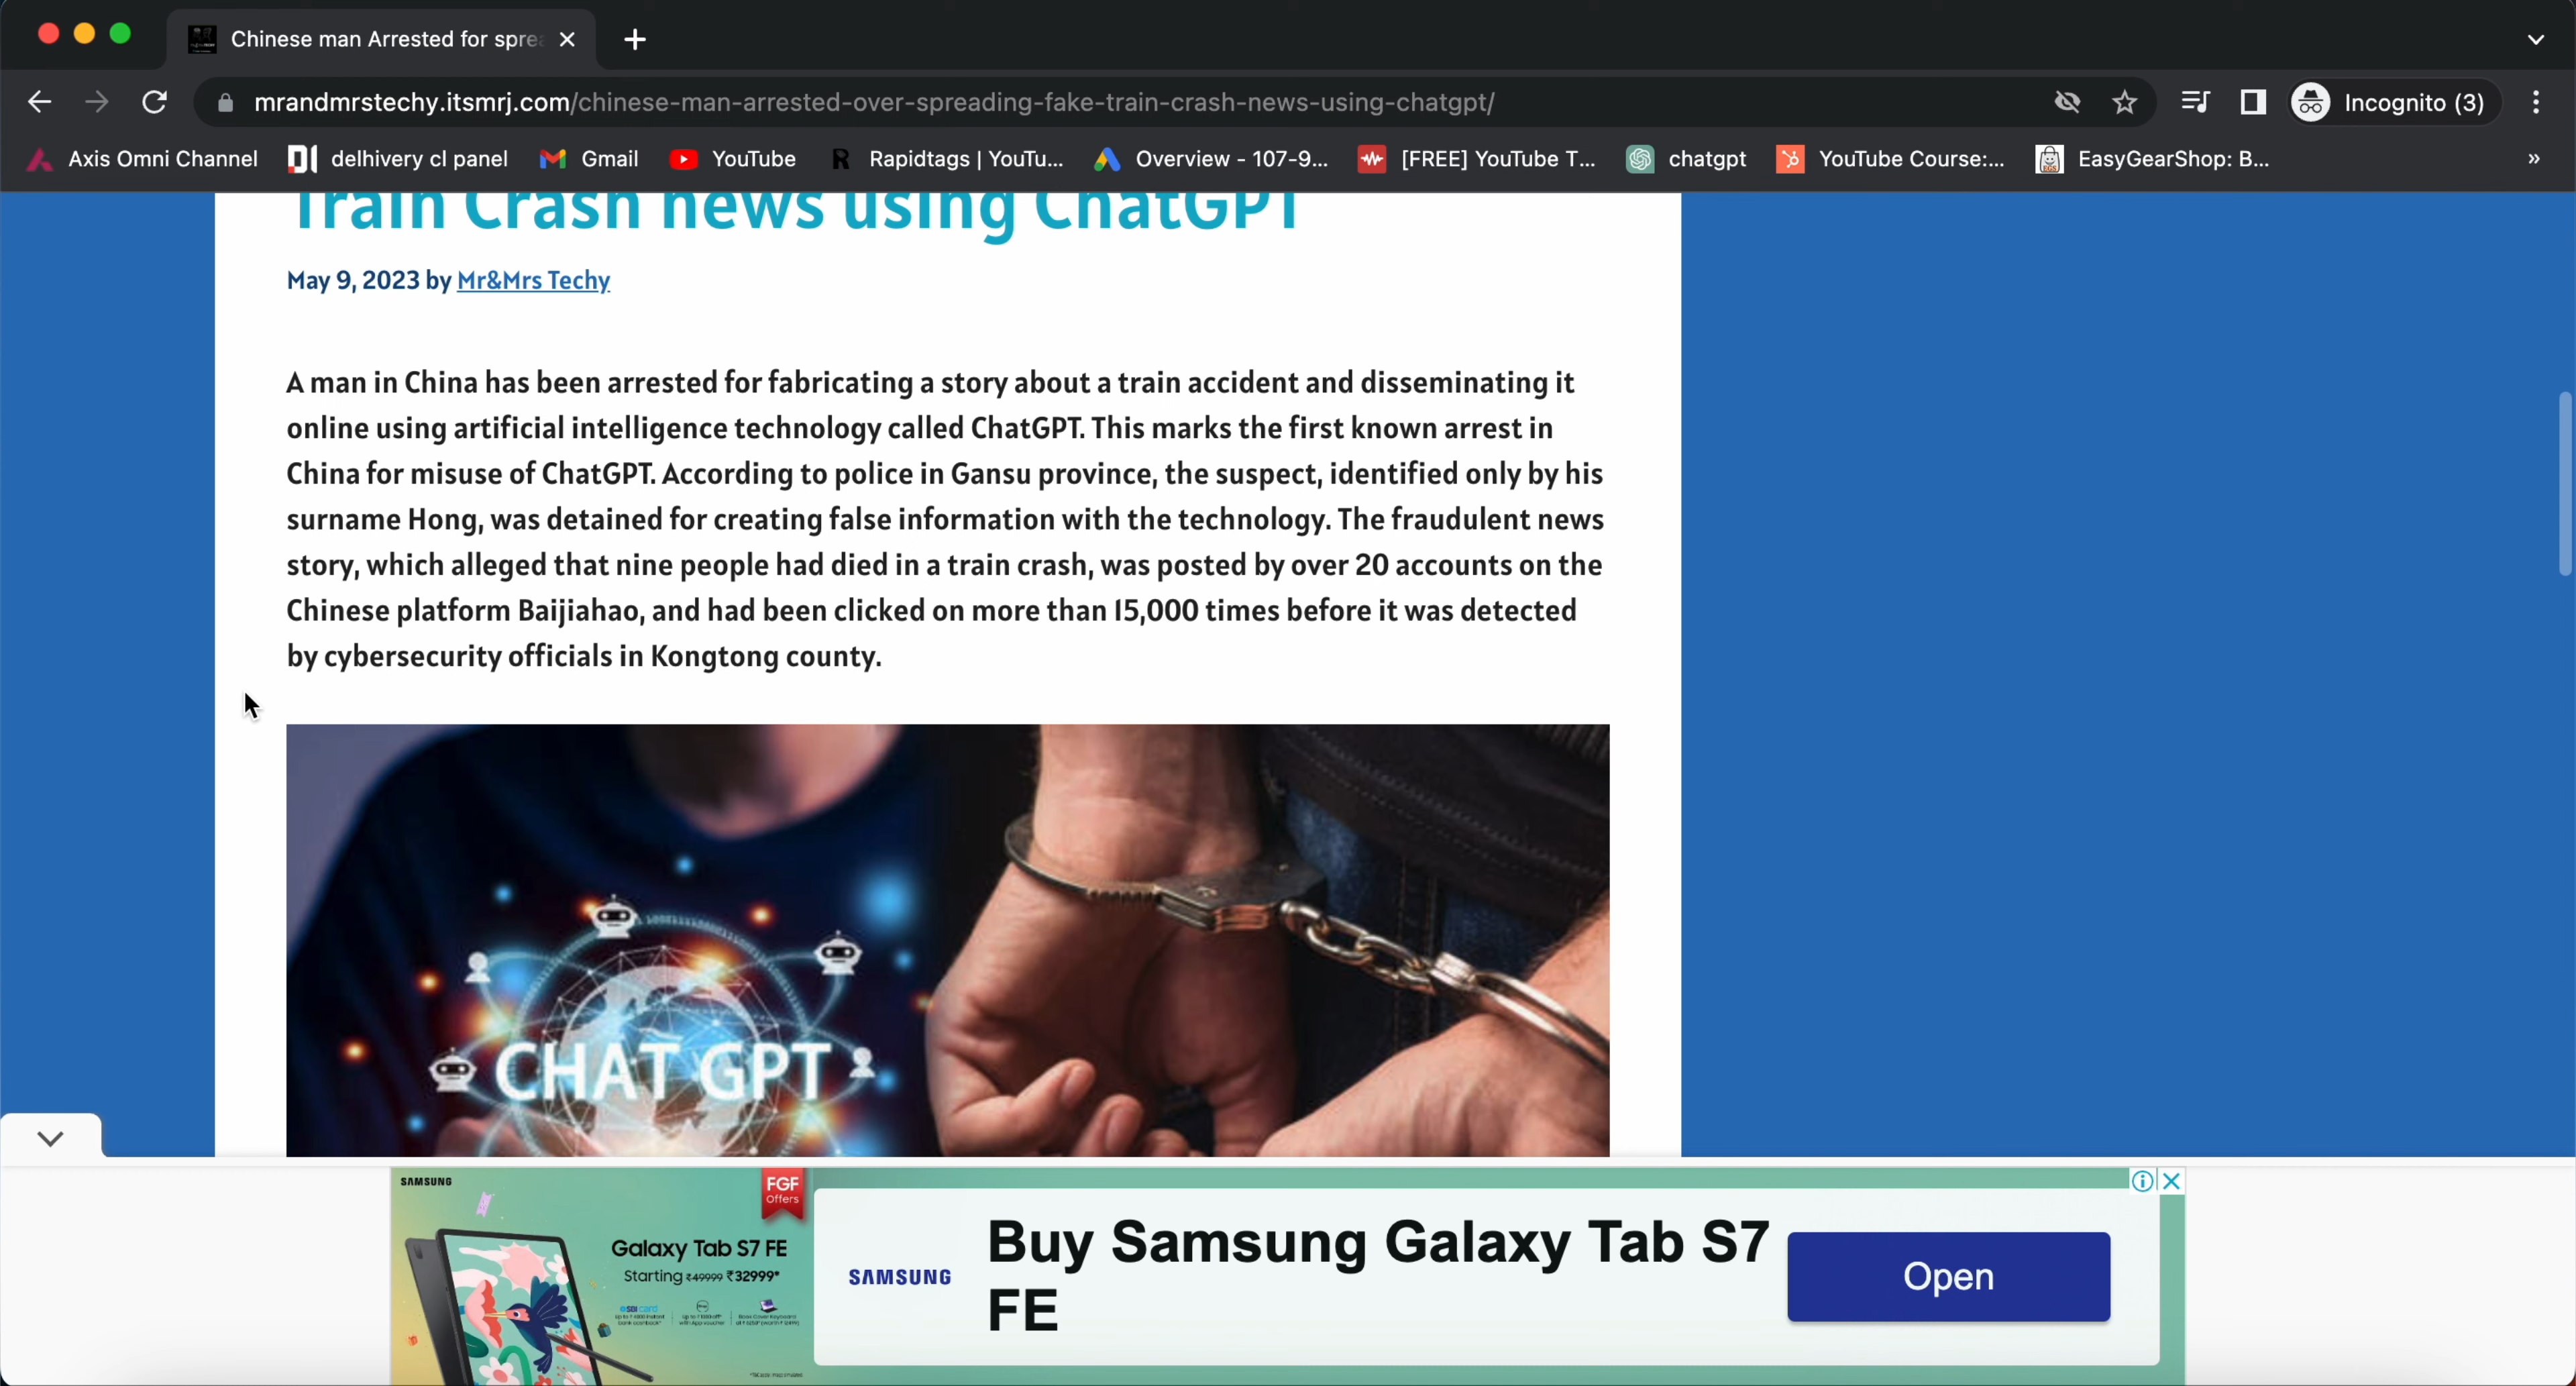 Chinese man Arrested for sprea
mrandmrstechy.itsmrj.com/chinese-man-arrested-over-spreading-fake-train-crash-news-using-chatgpt/
Incognito (3)
Axis Omni Channel
delhivery cl panel
Gmail
YouTube
Rapidtags | YouTu...
Overview - 107-9...
[FREE] YouTube T...
chatgpt
YouTube Course:...
EasyGearShop: B...
Train Crash news using ChatGPT
May 9, 2023 by Mr&Mrs Techy
A man in China has been arrested for fabricating a story about a train accident and disseminating it
online using artificial intelligence technology called ChatGPT. This marks the first known arrest in
China for misuse of ChatGPT. According to police in Gansu province, the suspect, identified only by his
surname Hong, was detained for creating false information with the technology. The fraudulent news
story, which alleged that nine people had died in a train crash, was posted by over 20 accounts on the
Chinese platform Baijiahao, and had been clicked on more than 15,000 times before it was detected
by cybersecurity officials in Kongtong county.
CHAT GPT
SAMSUNG
FGF
Offers
Galaxy Tab S7 FE
Starting ₹49999 ₹32999*
SAMSUNG
Buy Samsung Galaxy Tab S7
FE
Open